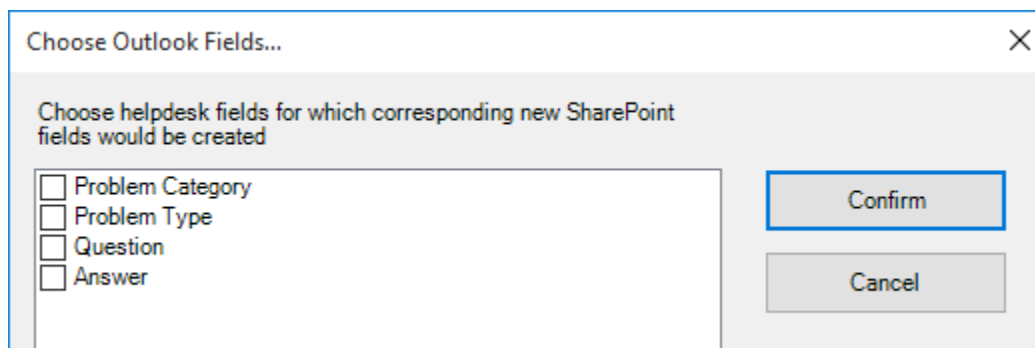 Choose Outlook Fields...
Choose helpdesk fields for which corresponding new SharePoint
fields would be created
Problem Category
Problem Type
Question
Answer
Confirm
Cancel